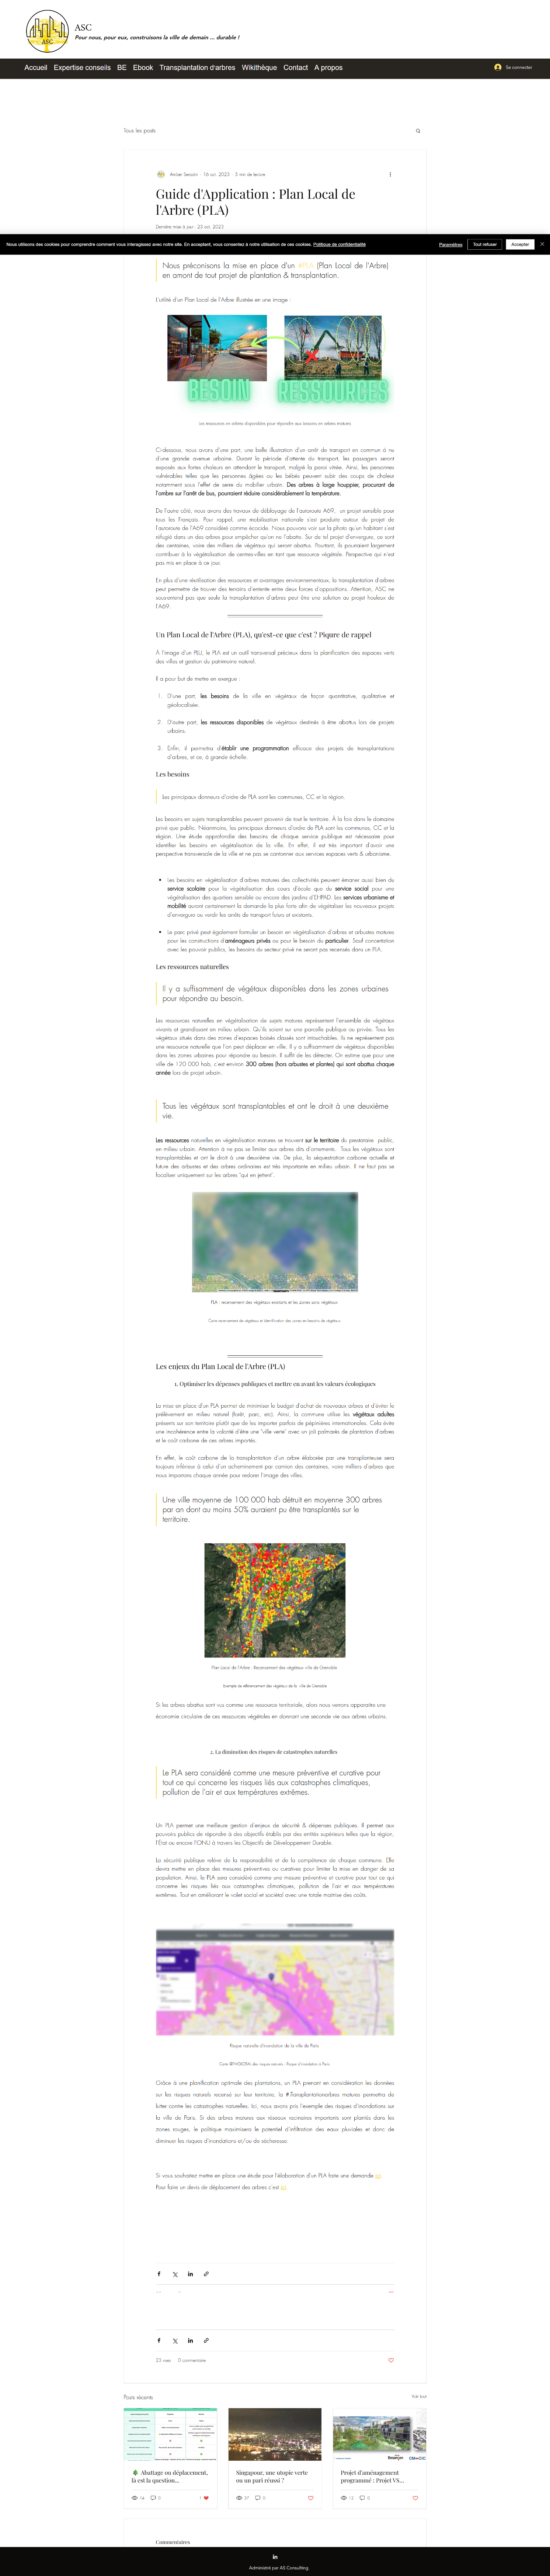 ASC
ASC
Pour nous, pour eux, construisons la ville de demain ... durable !
Accueil
Expertise conseils
BE
Ebook
Transplantation d'arbres
Wikithèque
Contact
A propos
Se connecter
Tous les posts
Amber Sensoin · 16 oct. 2023 · 3 min de lecture
Guide d'Application : Plan Local de
l'Arbre (PLA)
Dernière mise à jour : 23 oct. 2023
Nous utilisons des cookies pour comprendre comment vous interagissez avec notre site. En acceptant, vous consentez à notre utilisation de ces cookies. Politique de confidentialité
Paramètres
Tout refuser
Accepter
Nous préconisons la mise en place d'un #PLA (Plan Local de l'Arbre)
en amont de tout projet de plantation & transplantation.
L'utilité d'un Plan Local de l'Arbre illustrée en une image :
BESOIN
RESSOURCES
Les ressources en arbres disponibles pour répondre aux besoins en arbres matures
Ci-dessous, nous avons d'une part, une belle illustration d'un arrêt de transport en commun à nu
d'une grande avenue urbaine. Durant la période d'attente du transport, les passagers seront
exposés aux fortes chaleurs en attendant le transport, malgré la paroi vitrée. Ainsi, les personnes
vulnérables telles que les personnes âgées ou les bébés peuvent subir des coups de chaleur
notamment sous l'effet de serre du mobilier urbain. Des arbres à large houppier, procurant de
l'ombre sur l'arrêt de bus, pourraient réduire considérablement la température.
De l'autre côté, nous avons des travaux de déblayage de l'autoroute A69, un projet sensible pour
tous les Français. Pour rappel, une mobilisation nationale s'est produite autour du projet de
l'autoroute de l'A69 considéré comme écocide. Nous pouvons voir sur la photo qu'un habitant s'est
réfugié dans un des arbres pour empêcher qu'on ne l'abatte. Sur de tel projet d'envergure, ce sont
des centaines, voire des milliers de végétaux qui seront abattus. Pourtant, ils pourraient largement
contribuer à la végétalisation de centres-villes en tant que ressource végétale. Perspective qui n'est
pas mis en place à ce jour.
En plus d'une réutilisation des ressources et avantages environnementaux, la transplantation d'arbres
peut permettre de trouver des terrains d'entente entre deux forces d'oppositions. Attention, ASC ne
sous-entend pas que seule la transplantation d'arbres peut être une solution au projet houleux de
l'A69.
Un Plan Local de l'Arbre (PLA), qu'est-ce que c'est ? Piqure de rappel
À l'image d'un PLU, le PLA est un outil transversal précieux dans la planification des espaces verts
des villes et gestion du patrimoine naturel.
Il a pour but de mettre en exergue :
1. D'une part, les besoins de la ville en végétaux de façon quantitative, qualitative et
géolocalisée.
2. D'autre part, les ressources disponibles de végétaux destinés à être abattus lors de projets
urbains.
3. Enfin, il permettra d'établir une programmation efficace des projets de transplantations
d'arbres, et ce, à grande échelle.
Les besoins
Les principaux donneurs d'ordre de PLA sont les communes, CC et la région.
Les besoins en sujets transplantables peuvent provenir de tout le territoire. À la fois dans le domaine
privé que public. Néanmoins, les principaux donneurs d'ordre de PLA sont les communes, CC et la
région. Une étude approfondie des besoins de chaque service publique est nécessaire pour
identifier les besoins en végétalisation de la ville. En effet, il est très important d'avoir une
perspective transversale de la ville et ne pas se cantonner aux services espaces verts & urbanisme.
• Les besoins en végétalisation d'arbres matures des collectivités peuvent émaner aussi bien du
service scolaire pour la végétalisation des cours d'école que du service social pour une
végétalisation des quartiers sensible ou encore des jardins d'EHPAD. Les services urbanisme et
mobilité auront certainement la demande la plus forte afin de végétaliser les nouveaux projets
d'envergure ou verdir les arrêts de transport futurs et existants.
• Le parc privé peut également formuler un besoin en végétalisation d'arbres et arbustes matures
pour les constructions d'aménageurs privés ou pour le besoin du particulier. Sauf concertation
avec les pouvoir publics, les besoins du secteur privé ne seront pas recensés dans un PLA.
Les ressources naturelles
Il y a suffisamment de végétaux disponibles dans les zones urbaines
pour répondre au besoin.
Les ressources naturelles en végétalisation de sujets matures représentent l'ensemble de végétaux
vivants et grandissant en milieu urbain. Qu'ils soient sur une parcelle publique ou privée. Tous les
végétaux situés dans des zones d'espaces boisés classés sont intouchables. Ils ne représentent pas
une ressource naturelle que l'on peut déplacer en ville. Il y a suffisamment de végétaux disponibles
dans les zones urbaines pour répondre au besoin. Il suffit de les détecter. On estime que pour une
ville de 120 000 hab, c'est environ 300 arbres (hors arbustes et plantes) qui sont abattus chaque
année lors de projet urbain.
Tous les végétaux sont transplantables et ont le droit à une deuxième
vie.
Les ressources naturelles en végétalisation matures se trouvent sur le territoire du prestataire public,
en milieu urbain. Attention à ne pas se limiter aux arbres dits d'ornements. Tous les végétaux sont
transplantables et ont le droit à une deuxième vie. De plus, la séquestration carbone actuelle et
future des arbustes et des arbres ordinaires est très importante en milieu urbain. Il ne faut pas se
focaliser uniquement sur les arbres "qui en jettent".
PLA : recensement des végétaux existants et les zones sans végétaux
Carte recensement de végétaux et identification des zones en besoins de végétaux
Les enjeux du Plan Local de l'Arbre (PLA)
1. Optimiser les dépenses publiques et mettre en avant les valeurs écologiques
La mise en place d'un PLA permet de minimiser le budget d'achat de nouveaux arbres et d'éviter le
prélèvement en milieu naturel (forêt, parc, etc). Ainsi, la commune utilise les végétaux adultes
présents sur son territoire plutôt que de les importer parfois de pépinières internationales. Cela évite
une incohérence entre la volonté d'être une "ville verte" avec un joli palmarès de plantation d'arbres
et le coût carbone de ces arbres importés.
En effet, le coût carbone de la transplantation d'un arbre élaborée par une transplanteuse sera
toujours inférieur à celui d'un acheminement par camion des centaines, voire milliers d'arbres que
nous importons chaque année pour redorer l'image des villes.
Une ville moyenne de 100 000 hab détruit en moyenne 300 arbres
par an dont au moins 50% auraient pu être transplantés sur le
territoire.
Plan Local de l'Arbre : Recensement des végétaux ville de Grenoble
Exemple de référencement des végétaux de la ville de Grenoble
Si les arbres abattus sont vus comme une ressource territoriale, alors nous verrons apparaitre une
économie circulaire de ces ressources végétales en donnant une seconde vie aux arbres urbains.
2. La diminution des risques de catastrophes naturelles
Le PLA sera considéré comme une mesure préventive et curative pour
tout ce qui concerne les risques liés aux catastrophes climatiques,
pollution de l'air et aux températures extrêmes.
Un PLA permet une meilleure gestion d'enjeux de sécurité & dépenses publiques. Il permet aux
pouvoirs publics de répondre à des objectifs établis par des entités supérieurs telles que la région,
l'État ou encore l'ONU à travers les Objectifs de Développement Durable.
La sécurité publique relève de la responsabilité et de la compétence de chaque commune. Elle
devra mettre en place des mesures préventives ou curatives pour limiter la mise en danger de sa
population. Ainsi, le PLA sera considéré comme une mesure préventive et curative pour tout ce qui
concerne les risques liés aux catastrophes climatiques, pollution de l'air et aux températures
extrêmes. Tout en améliorant le volet social et sociétal avec une totale maitrise des coûts.
Risque naturelle d'inondation de la ville de Paris
Grâce à une planification optimale des plantations, un PLA prenant en considération les données
sur les risques naturels recensé sur leur territoire, la #Transplantationarbres matures permettra de
lutter contre les catastrophes naturelles. Ici, nous avons pris l'exemple des risques d'inondations sur
la ville de Paris. Si des arbres matures aux réseaux racinaires importants sont plantés dans les
zones rouges, le politique maximisera le potentiel d'infiltration des eaux pluviales et donc de
diminuer les risques d'inondations et/ou de sécheresse.
Si vous souhaitez mettre en place une étude pour l'élaboration d'un PLA faite une demande ici.
Pour faire un devis de déplacement des arbres c'est ici.
23 vues
0 commentaire
Posts récents
Voir tout
Abattage ou déplacement,
là est la question...
14
0
1
Singapour, une utopie verte
ou un pari réussi ?
37
0
Projet d'aménagement
programmé : Projet VS...
12
0
Commentaires
Administré par AS Consulting